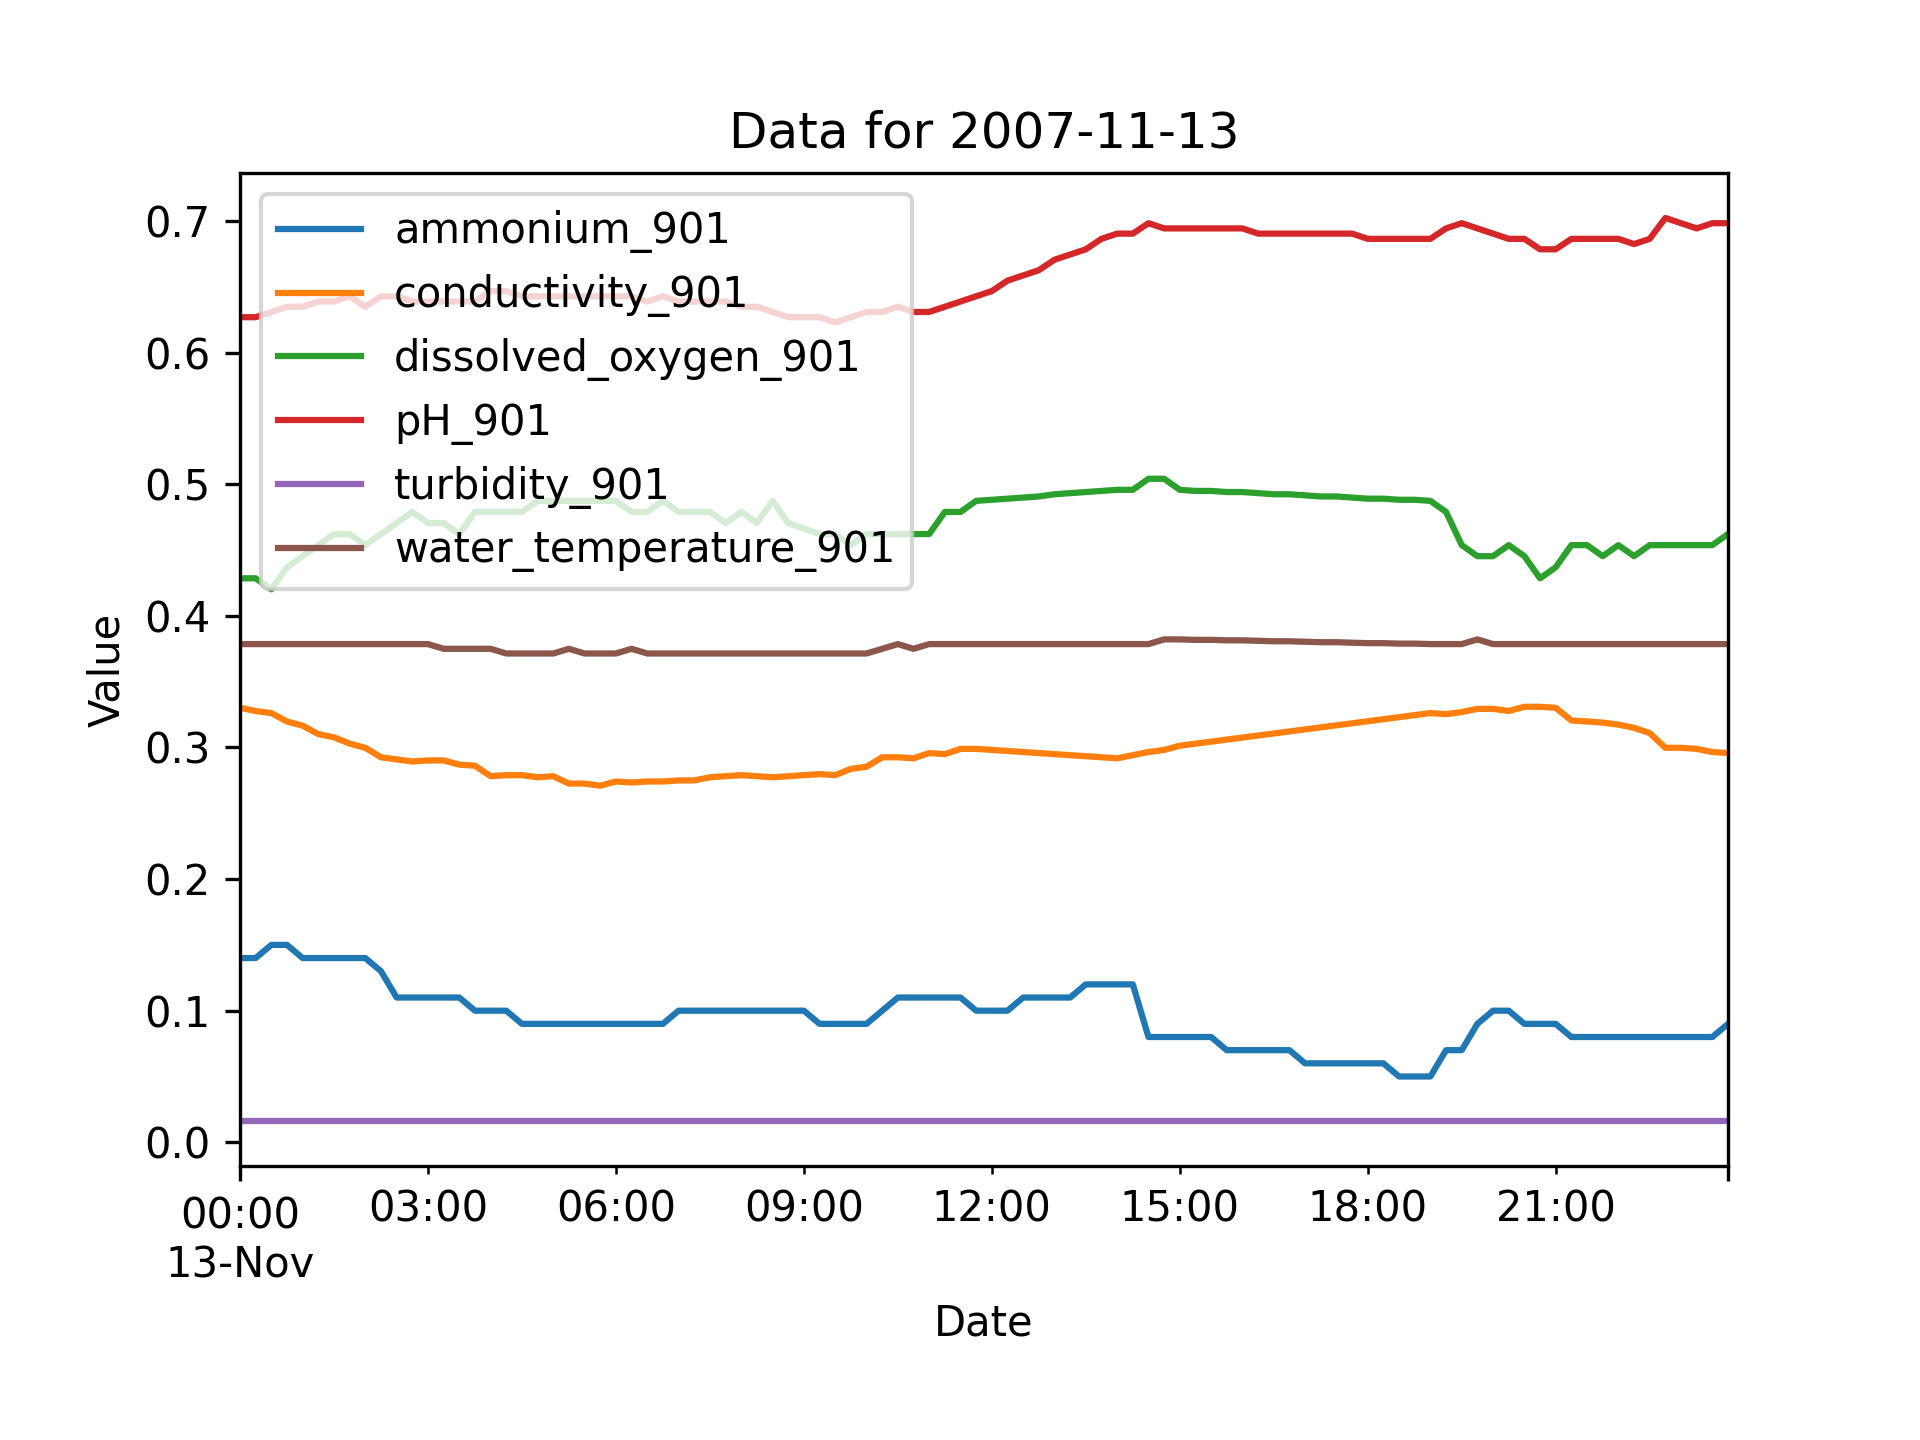 Data for 2007-11-13
ammonium_901
conductivity_901
dissolved_oxygen_901
pH_901
turbidity_901
water_temperature_901
0.7
0.6
0.5
0.4
0.3
0.2
0.1
0.0
Value
00:00 03:00 06:00 09:00 12:00 15:00 18:00 21:00
13-Nov
Date